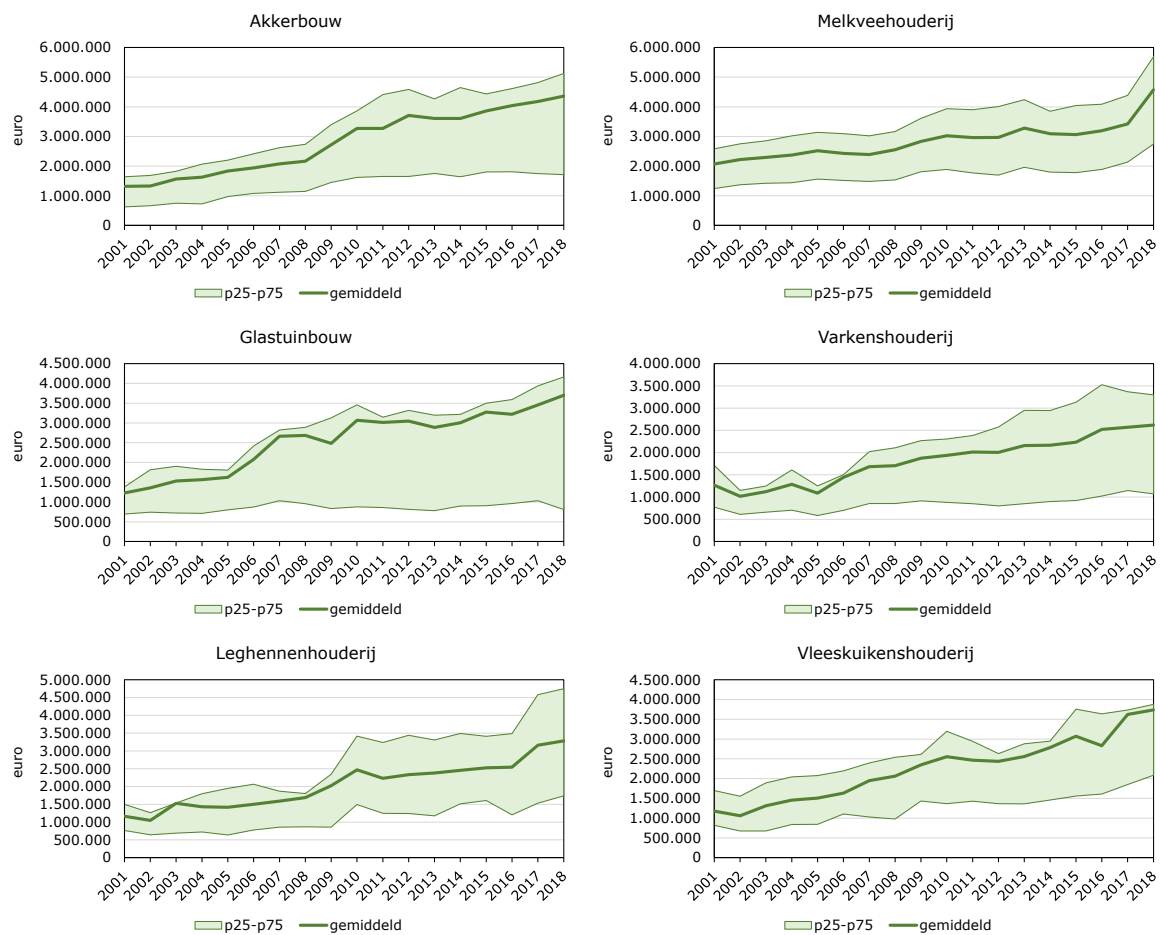 Akkerbouw
6.000.000
5.000.000
4.000.000
3.000.000
2.000.000
1.000.000
0
euro
2001 2002 2003 2004 2005 2006 2007 2008 2009 2010 2011 2012 2013 2014 2015 2016 2017 2018
p25-p75 gemiddeld
Melkveehouderij
6.000.000
5.000.000
4.000.000
3.000.000
2.000.000
1.000.000
0
euro
2001 2002 2003 2004 2005 2006 2007 2008 2009 2010 2011 2012 2013 2014 2015 2016 2017 2018
p25-p75 gemiddeld
Glastuinbouw
4.500.000
4.000.000
3.500.000
3.000.000
2.500.000
2.000.000
1.500.000
1.000.000
500.000
0
euro
2001 2002 2003 2004 2005 2006 2007 2008 2009 2010 2011 2012 2013 2014 2015 2016 2017 2018
p25-p75 gemiddeld
Varkenshouderij
4.000.000
3.500.000
3.000.000
2.500.000
2.000.000
1.500.000
1.000.000
500.000
0
euro
2001 2002 2003 2004 2005 2006 2007 2008 2009 2010 2011 2012 2013 2014 2015 2016 2017 2018
p25-p75 gemiddeld
Leghennenhouderij
5.000.000
4.500.000
4.000.000
3.500.000
3.000.000
2.500.000
2.000.000
1.500.000
1.000.000
500.000
0
euro
2001 2002 2003 2004 2005 2006 2007 2008 2009 2010 2011 2012 2013 2014 2015 2016 2017 2018
p25-p75 gemiddeld
Vleeskuikenshouderij
4.500.000
4.000.000
3.500.000
3.000.000
2.500.000
2.000.000
1.500.000
1.000.000
500.000
0
euro
2001 2002 2003 2004 2005 2006 2007 2008 2009 2010 2011 2012 2013 2014 2015 2016 2017 2018
p25-p75 gemiddeld